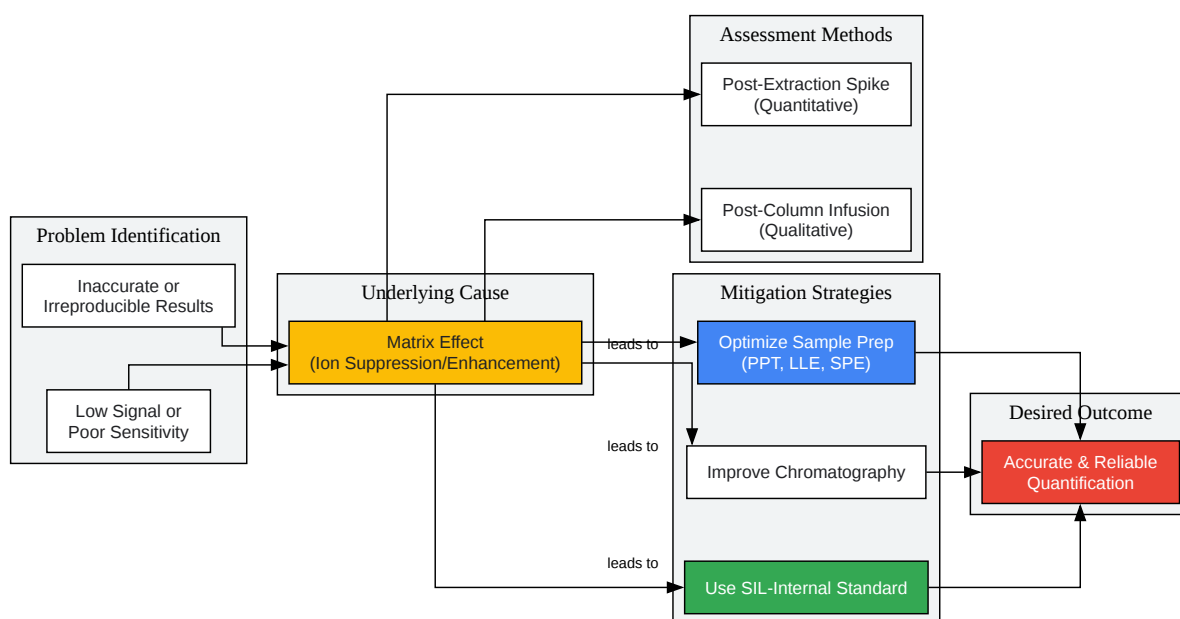 Assessment Methods
Post-Extraction Spike
(Quantitative)
Post-Column Infusion
(Qualitative)
Problem Identification
Inaccurate or
Irreproducible Results
Low Signal or
Poor Sensitivity
Underlying Cause
Matrix Effect
(Ion Suppression/Enhancement)
leads to
leads to
leads to
Mitigation Strategies
Optimize Sample Prep
(PPT, LLE, SPE)
Improve Chromatography
Use SIL-Internal Standard
Desired Outcome
Accurate & Reliable
Quantification